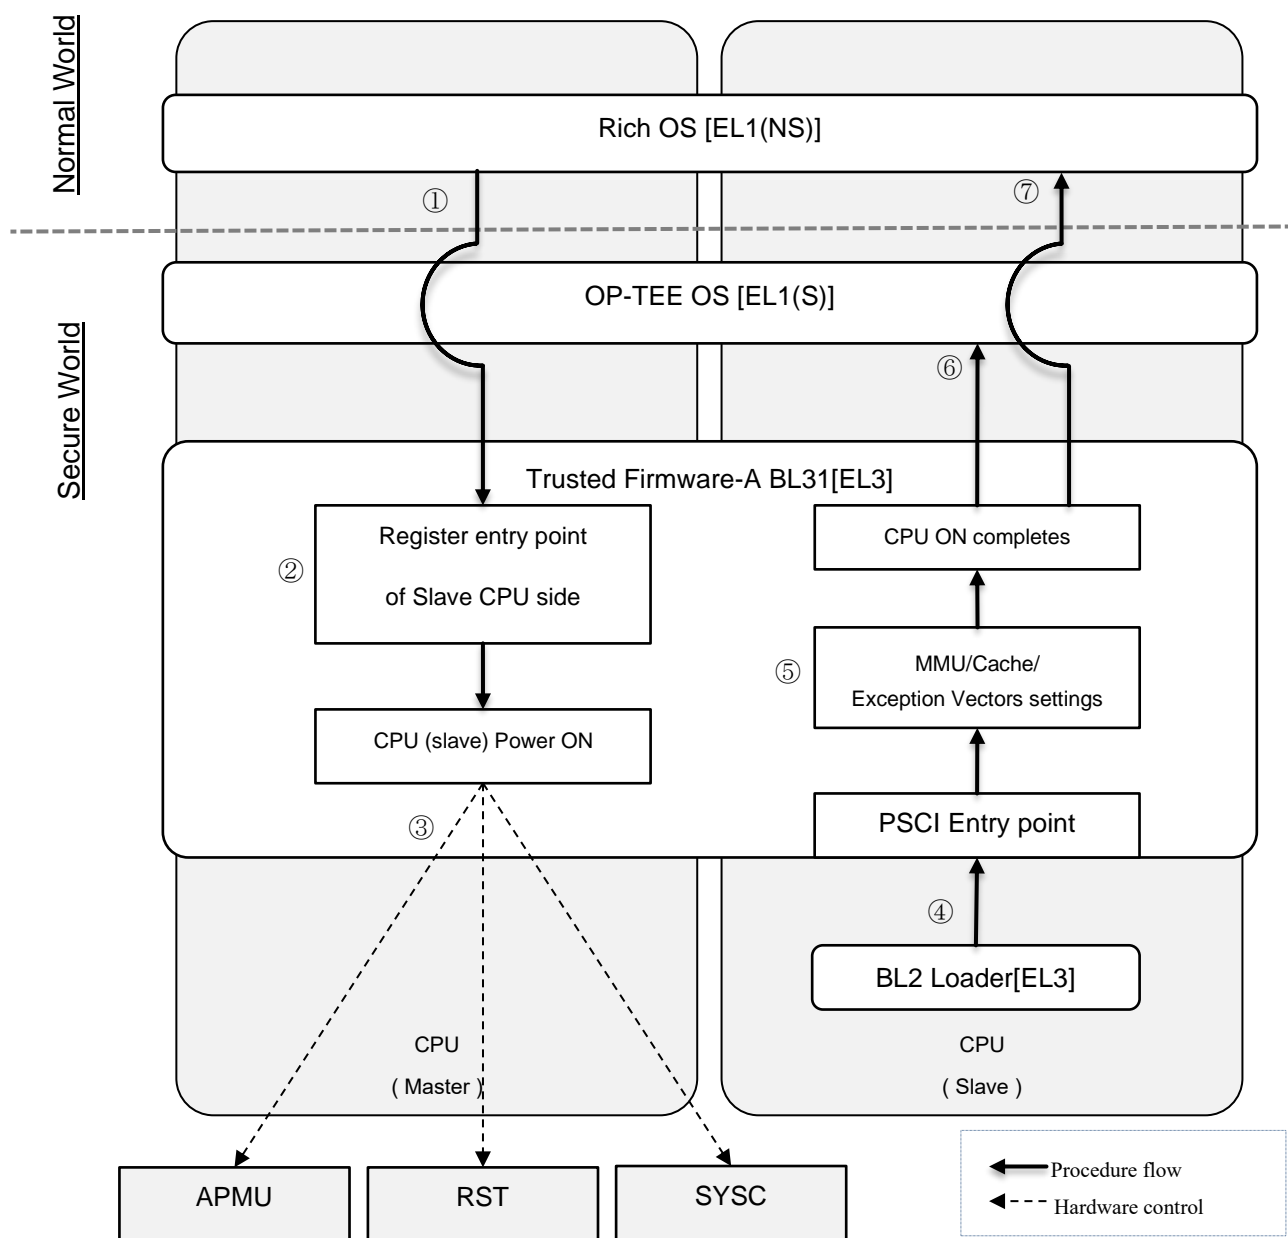 Normal World
Rich OS [EL1(NS)]
①
⑦
OP-TEE OS [EL1(S)]
Secure World
⑥
Trusted Firmware-A BL31[EL3]
Register entry point
of Slave CPU side
②
CPU (slave) Power ON
③
CPU ON completes
⑤
MMU/Cache/
Exception Vectors settings
PSCI Entry point
④
BL2 Loader[EL3]
CPU
( Master )
CPU
( Slave )
APMU
RST
SYSC
Procedure flow
Hardware control